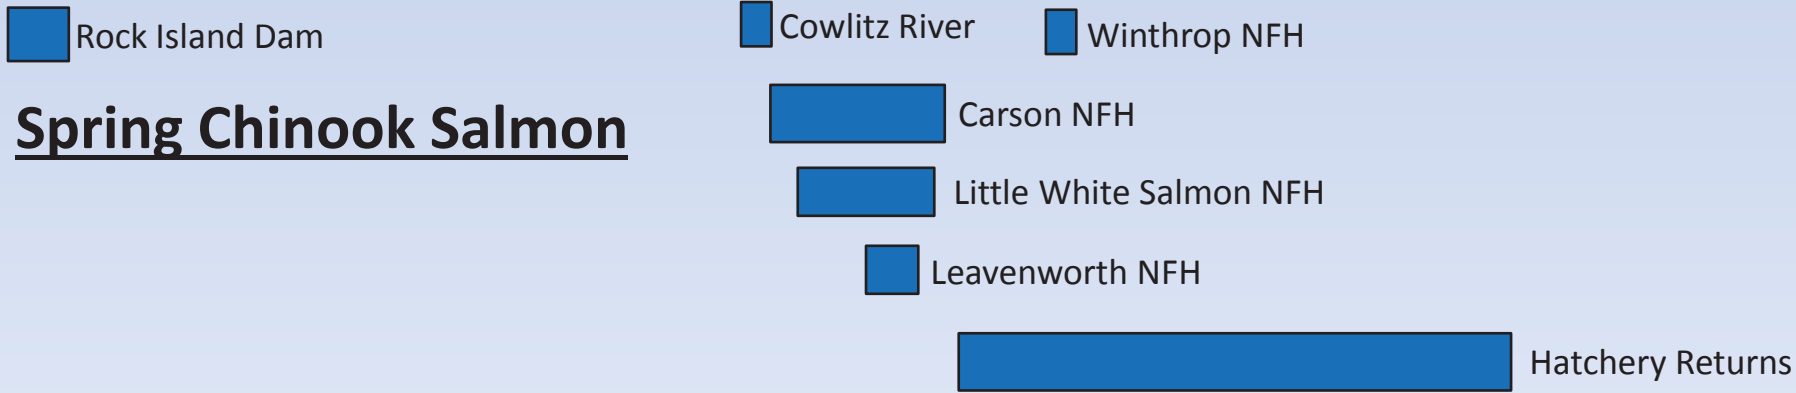 Rock Island Dam
Cowlitz River
Winthrop NFH
Spring Chinook Salmon
Carson NFH
Little White Salmon NFH
Leavenworth NFH
Hatchery Returns